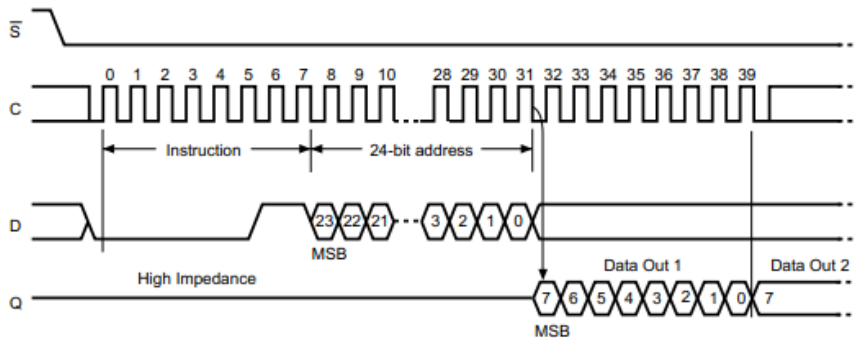 S
0 1 2 3 4 5 6 7 8 9 10 28 29 30 31 32 33 34 35 36 37 38 39
C
Instruction 24-bit address
D 23 22 21 3 2 1 0
MSB
High Impedance Data Out 1 Data Out 2
Q 7 6 5 4 3 2 1 0 7
MSB